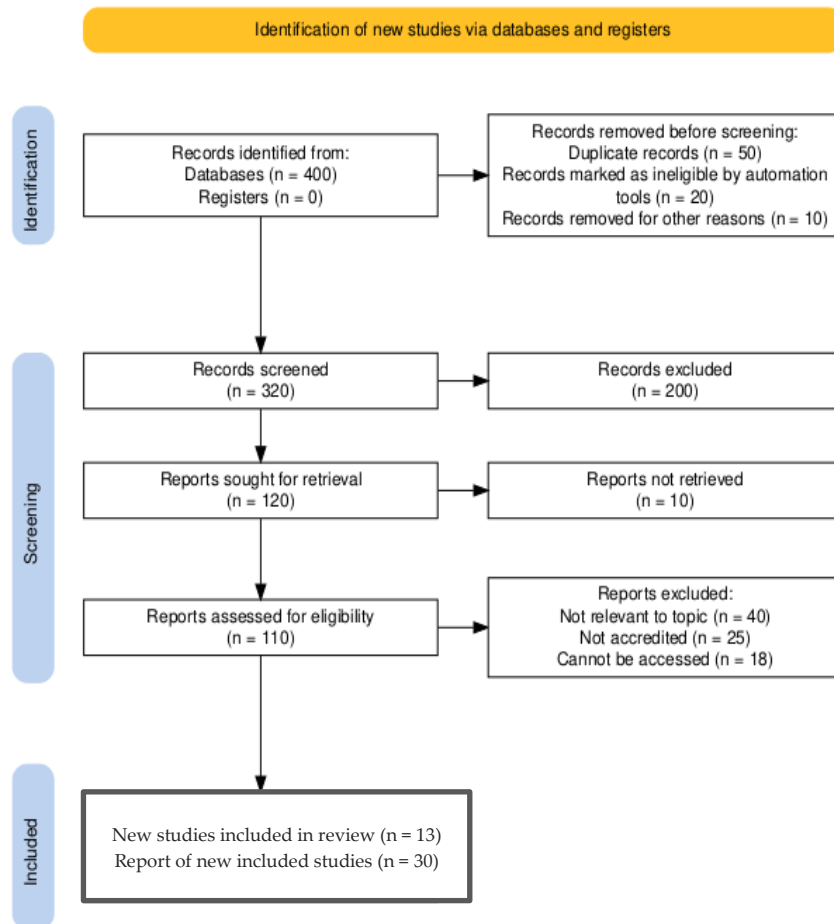 Identification of new studies via databases and registers
Identification
Records identified from:
Databases (n = 400)
Registers (n = 0)
Records removed before screening:
Duplicate records (n = 50)
Records marked as ineligible by automation
tools (n = 20)
Records removed for other reasons (n = 10)
Screening
Records screened
(n = 320)
Records excluded
(n = 200)
Reports sought for retrieval
(n = 120)
Reports not retrieved
(n = 10)
Reports assessed for eligibility
(n = 110)
Reports excluded:
Not relevant to topic (n = 40)
Not accredited (n = 25)
Cannot be accessed (n = 18)
Included
New studies included in review (n = 13)
Report of new included studies (n = 30)